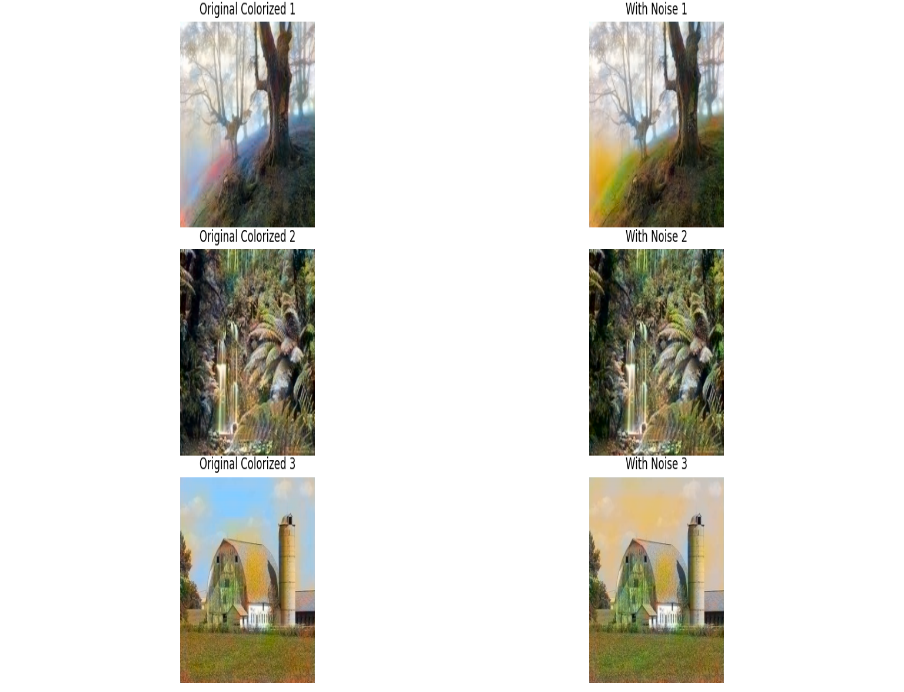 Original Colorized 1
With Noise 1
Original Colorized 2
With Noise 2
Original Colorized 3
With Noise 3